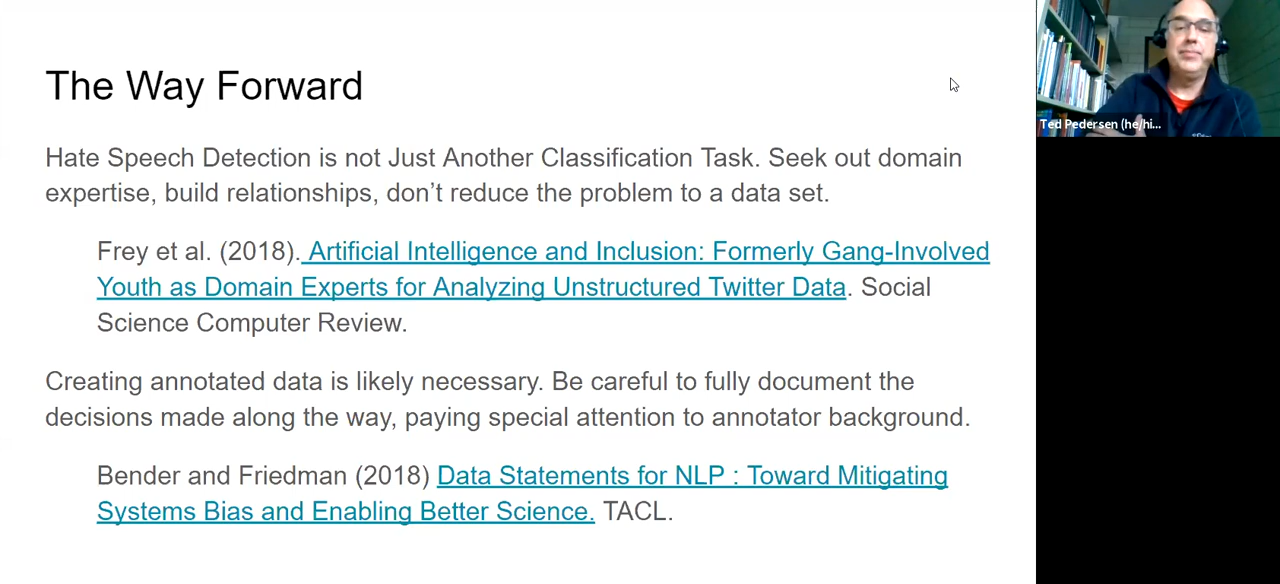 The Way Forward
Hate Speech Detection is not Just Another Classification Task. Seek out domain
expertise, build relationships, don’t reduce the problem to a data set.
Frey et al. (2018). Artificial Intelligence and Inclusion: Formerly Gang-Involved
Youth as Domain Experts for Analyzing Unstructured Twitter Data. Social
Science Computer Review.
Creating annotated data is likely necessary. Be careful to fully document the
decisions made along the way, paying special attention to annotator background.
Bender and Friedman (2018) Data Statements for NLP : Toward Mitigating
Systems Bias and Enabling Better Science. TACL.
Ted Pedersen (he/hi...